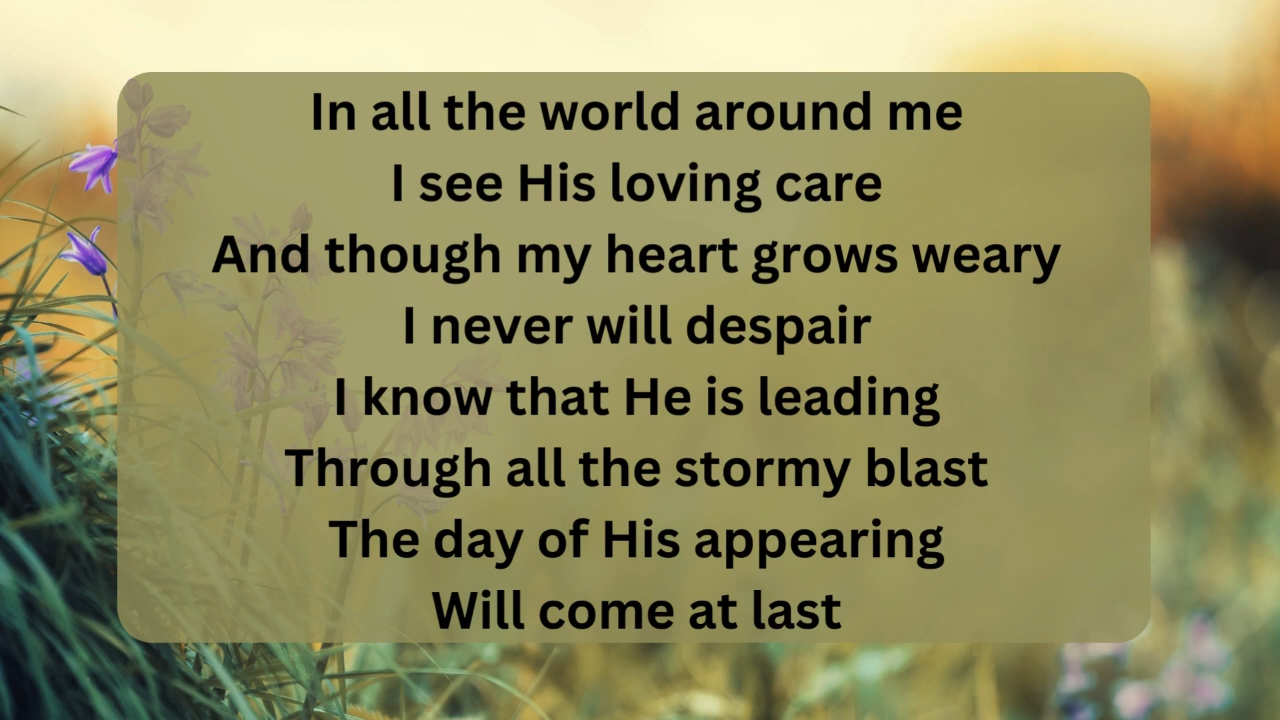 In all the world around me
I see His loving care
And though my heart grows weary
I never will despair
I know that He is leading
Through all the stormy blast
The day of His appearing
Will come at last